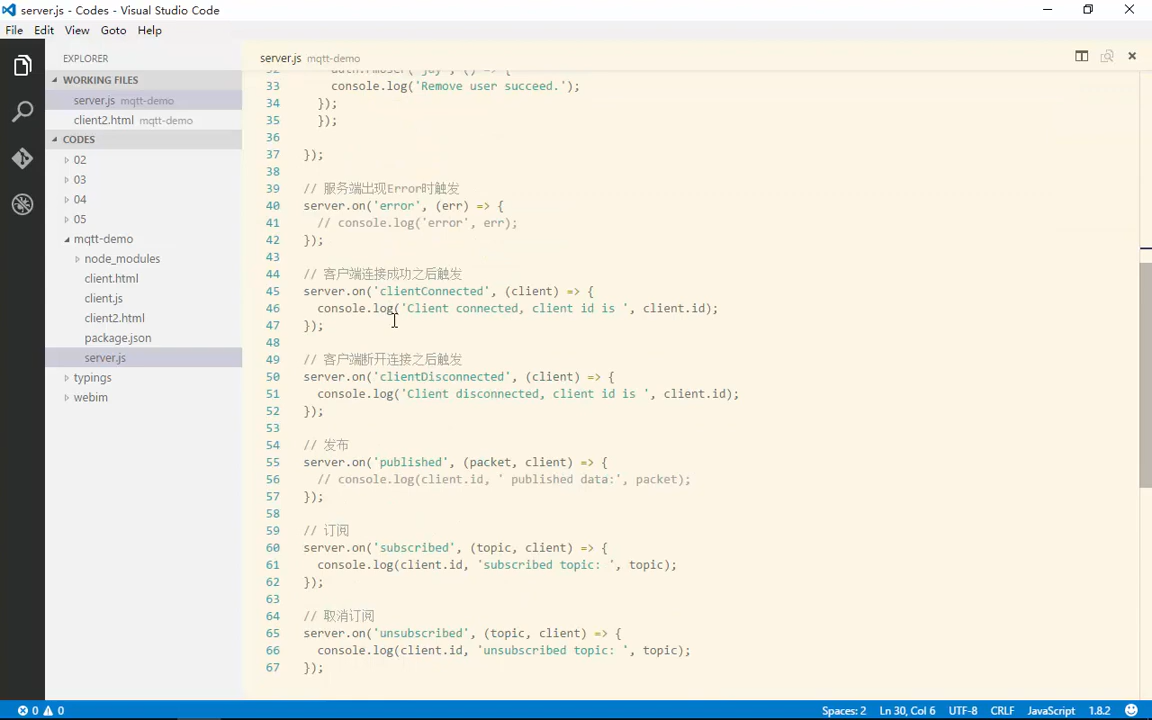 server.js - Codes - Visual Studio Code
File Edit View Goto Help
EXPLORER
WORKING FILES
server.js mqtt-demo
client2.html mqtt-demo
CODES
02
03
04
05
mqtt-demo
node_modules
client.html
client.js
client2.html
package.json
server.js
typings
webim
server.js mqtt-demo
33 console.log('Remove user succeed.');
34 });
35 });
36
37 });
38
39 // 服务端出现Error时触发
40 server.on('error', (err) => {
41 // console.log('error', err);
42 });
43
44 // 客户端连接成功之后触发
45 server.on('clientConnected', (client) => {
46 console.log('Client connected, client id is ', client.id);
47 });
48
49 // 客户端断开连接之后触发
50 server.on('clientDisconnected', (client) => {
51 console.log('Client disconnected, client id is ', client.id);
52 });
53
54 // 发布
55 server.on('published', (packet, client) => {
56 // console.log(client.id, ' published data:', packet);
57 });
58
59 // 订阅
60 server.on('subscribed', (topic, client) => {
61 console.log(client.id, 'subscribed topic: ', topic);
62 });
63
64 // 取消订阅
65 server.on('unsubscribed', (topic, client) => {
66 console.log(client.id, 'unsubscribed topic: ', topic);
67 });
0 0 Spaces: 2 Ln 30, Col 6 UTF-8 CRLF JavaScript 1.8.2